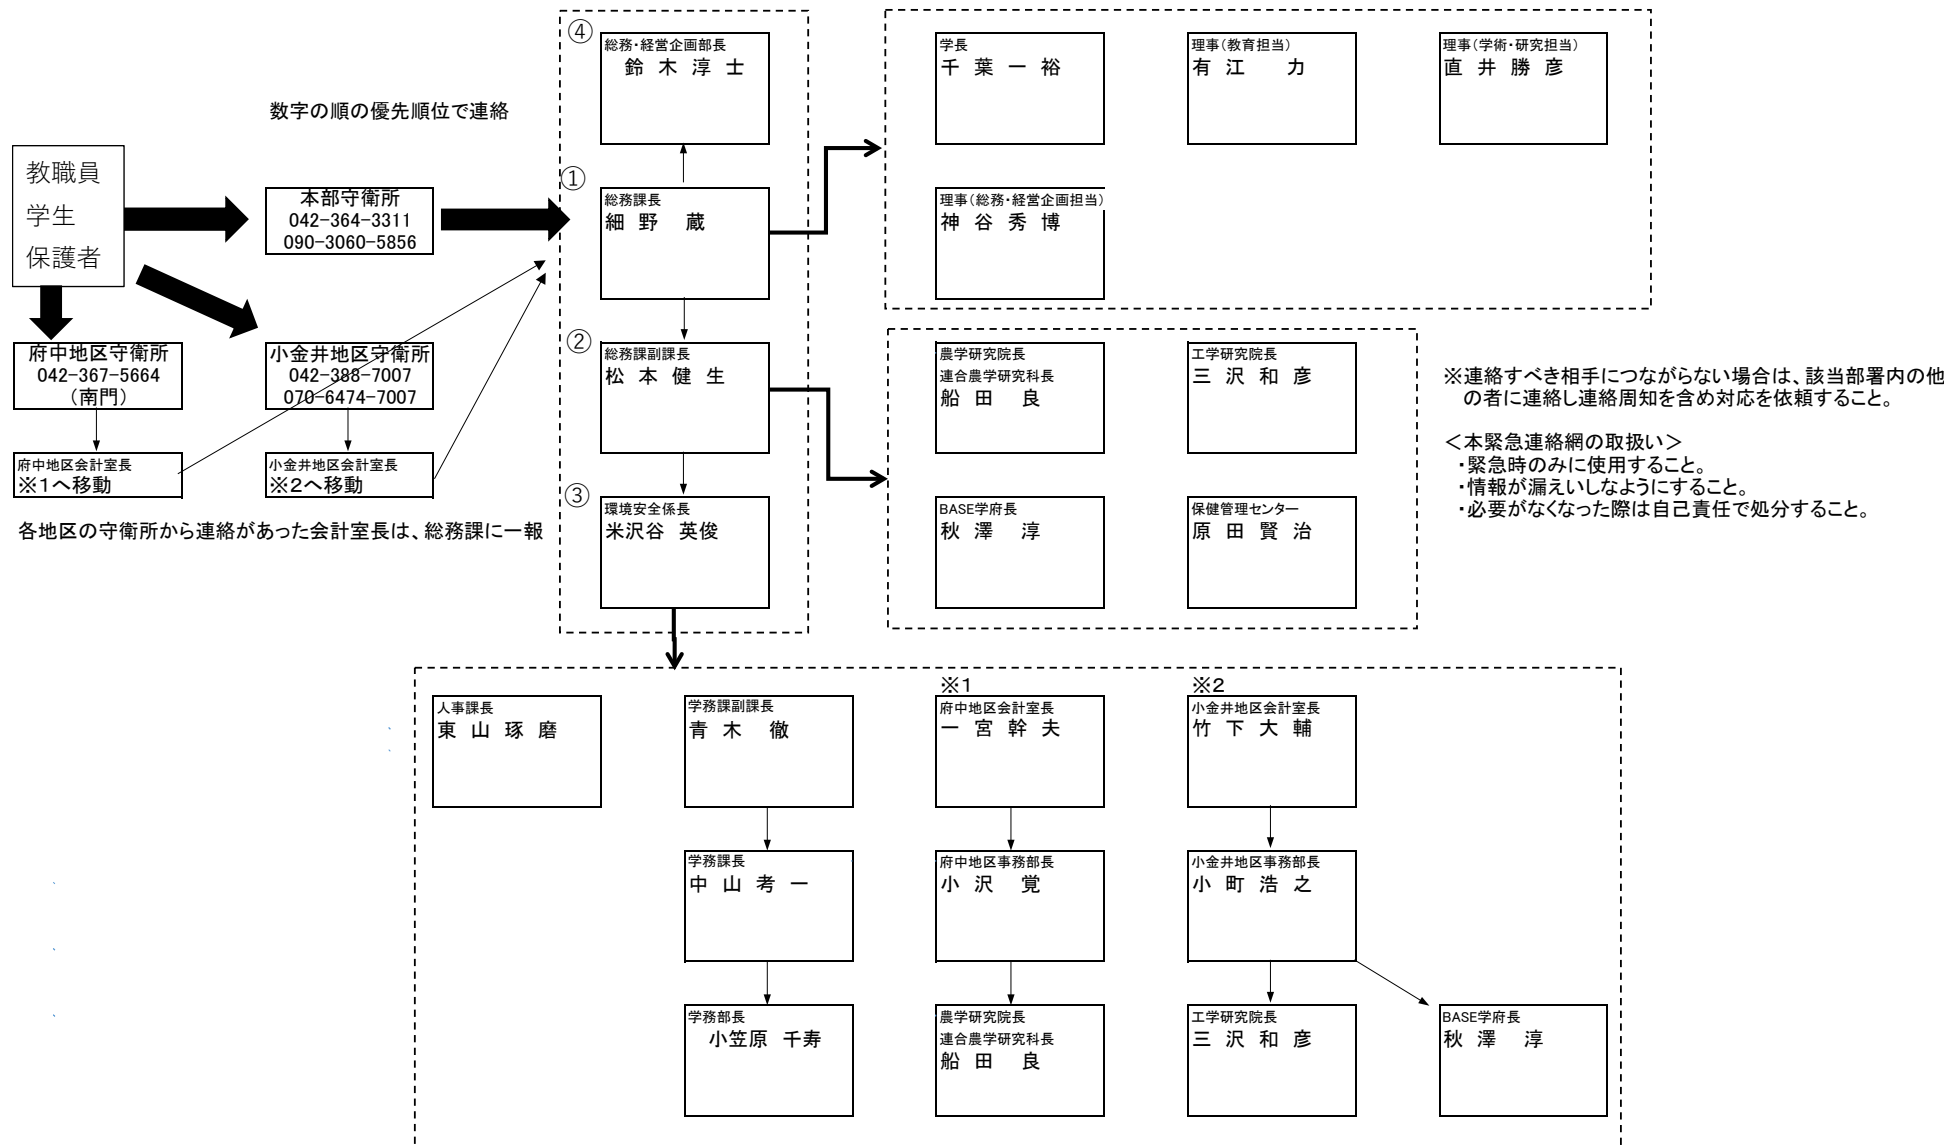 ④
総務・経営企画部長
鈴 木 淳 士
学長
千 葉 一 裕
理事(教育担当)
有 江 力
理事(学術・研究担当)
直 井 勝 彦
数字の順の優先順位で連絡
教職員
学生
保護者
本部守衛所
042-364-3311
090-3060-5856
①
総務課長
細 野 蔵
理事(総務・経営企画担当)
神 谷 秀 博
府中地区守衛所
042-367-5664
(南門)
小金井地区守衛所
042-388-7007
070-6474-7007
②
総務課副課長
松 本 健 生
農学研究院長
連合農学研究科長
船 田 良
工学研究院長
三 沢 和 彦
※連絡すべき相手につながらない場合は、該当部署内の他
の者に連絡し連絡周知を含め対応を依頼すること。
<本緊急連絡網の取扱い>
・緊急時のみに使用すること。
・情報が漏えいしなようにすること。
・必要がなくなった際は自己責任で処分すること。
府中地区会計室長
※1へ移動
小金井地区会計室長
※2へ移動
各地区の守衛所から連絡があった会計室長は、総務課に一報
③
環境安全係長
米沢谷 英俊
BASE学府長
秋 澤 淳
保健管理センター
原 田 賢 治
人事課長
東 山 琢 磨
学務課副課長
青 木 徹
※1
府中地区会計室長
一 宮 幹 夫
※2
小金井地区会計室長
竹 下 大 輔
学務課長
中 山 考 一
府中地区事務部長
小 沢 覚
小金井地区事務部長
小 町 浩 之
学務部長
小笠原 千寿
農学研究院長
連合農学研究科長
船 田 良
工学研究院長
三 沢 和 彦
BASE学府長
秋 澤 淳